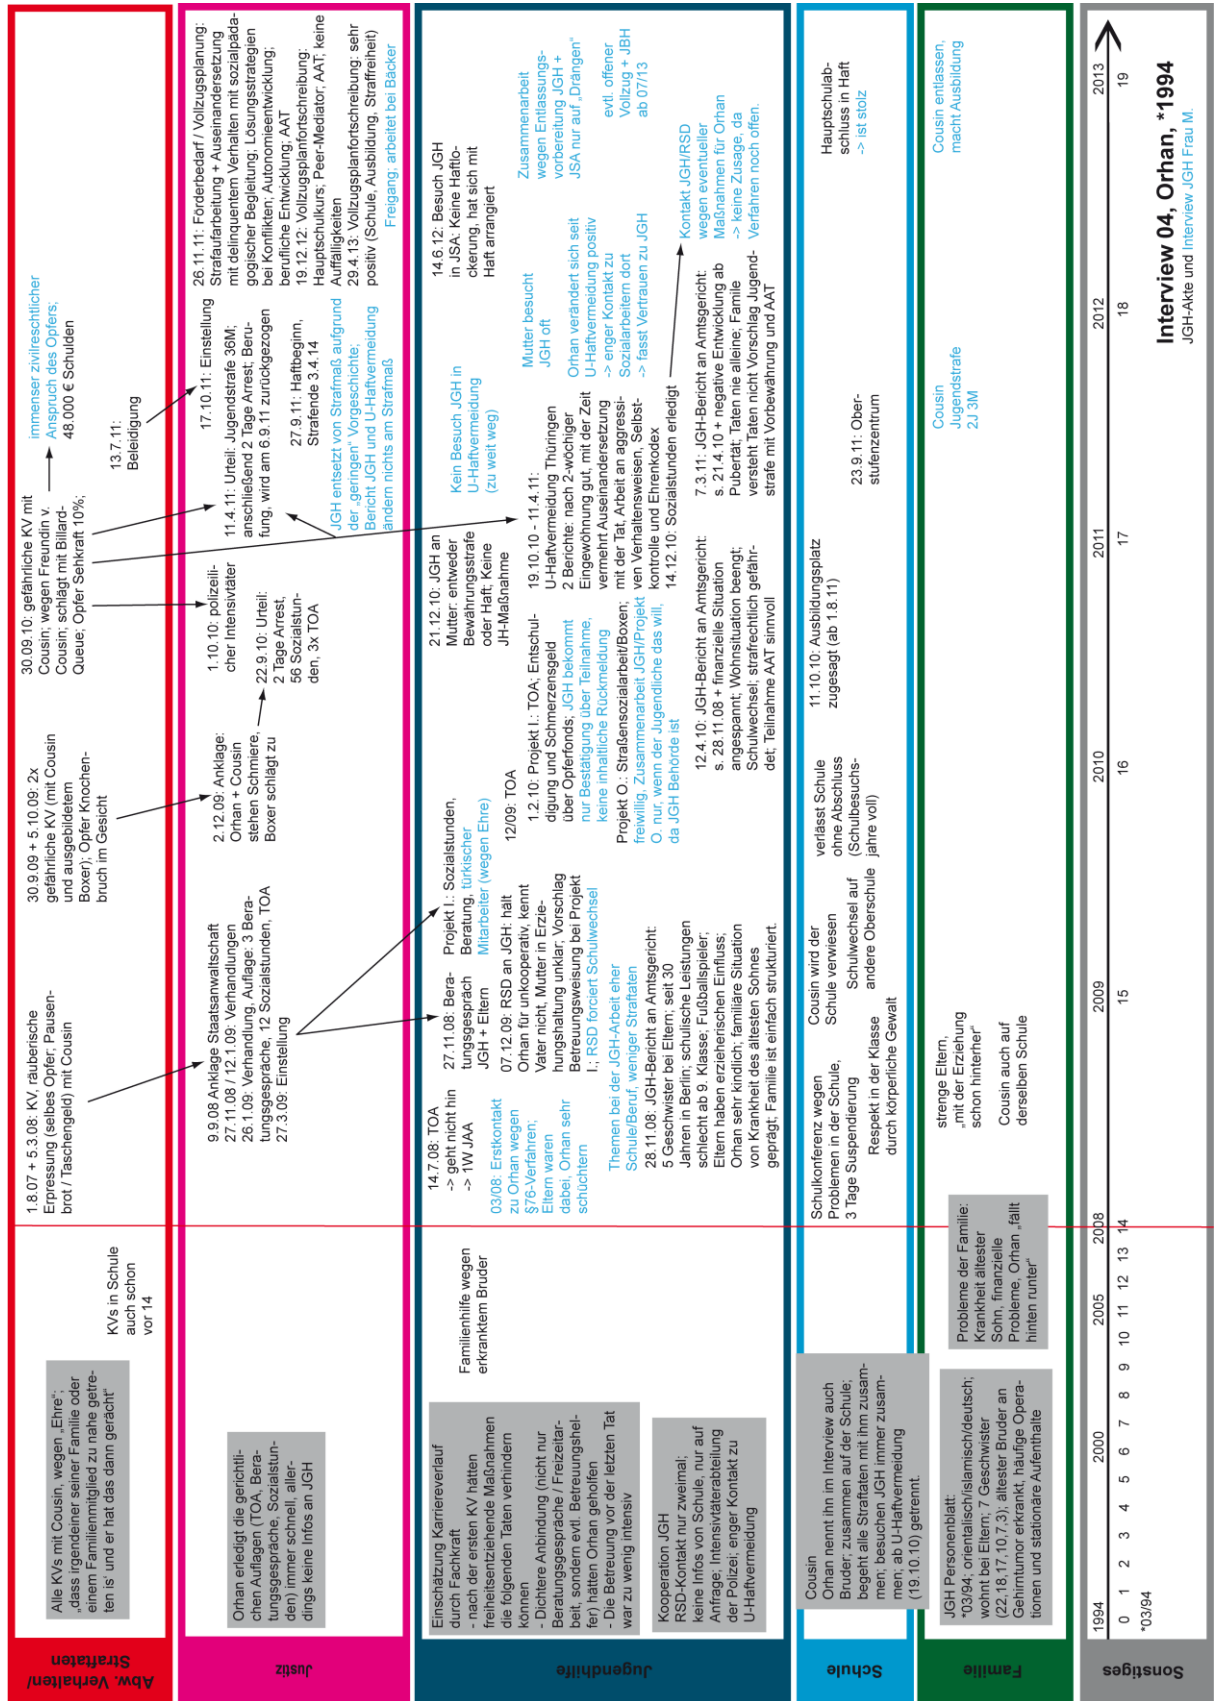 Abw. Verhalten/
Straftaten
Alle KVs mit Cousin, wegen „Ehre“;
„dass irgendeiner seiner Familie oder
einem Familienmitglied zu nahe getre-
ten is‘ und er hat das dann gerächt“
KVs in Schule
auch schon
vor 14
1.8.07 + 5.3.08: KV, räuberische
Erpressung (selbes Opfer, Pausen-
brot / Taschengeld) mit Cousin
30.9.09 + 5.10.09: 2x
gefährliche KV (mit Cousin
und ausgebildetem
Boxer); Opfer Knochen-
bruch im Gesicht
30.09.10: gefährliche KV mit
Cousin; wegen Freundin v.
Cousin; schlägt mit Billard-
Queue; Opfer Sehkraft 10%;
immenser zivilrechtlicher
Anspruch des Opfers;
48.000 € Schulden
13.7.11:
Beleidigung
Justiz
Orhan erledigt die gerichtli-
chen Auflagen (TOA, Bera-
tungsgespräche, Sozialstun-
den) immer schnell, aller-
dings keine Infos an JGH
9.9.08 Anklage Staatsanwaltschaft
27.11.08 / 12.1.09: Verhandlungen
26.1.09: Verhandlung, Auflage: 3 Bera-
tungsgespräche, 12 Sozialstunden, TOA
27.3.09: Einstellung
2.12.09: Anklage:
Orhan + Cousin
stehen Schmiere,
Boxer schlägt zu
1.10.10: polizeili-
cher Intensivtäter
22.9.10: Urteil:
2 Tage Arrest,
56 Sozialstun-
den, 3x TOA
17.10.11: Einstellung
11.4.11: Urteil: Jugendstrafe 36M;
anschließend 2 Tage Arrest; Beru-
fung, wird am 6.9.11 zurückgezogen
27.9.11: Haftbeginn,
Strafende 3.4.14
JGH entsetzt von Strafmaß aufgrund
der „geringen“ Vorgeschichte;
Bericht JGH und U-Haftvermeidung
ändern nichts am Strafmaß
26.11.11: Förderbedarf / Vollzugsplanung:
Straftaufarbeitung + Auseinandersetzung
mit delinquentem Verhalten mit sozialpäda-
gogischer Begleitung; Lösungsstrategien
bei Konflikten; Autonomieentwicklung;
berufliche Entwicklung; AAT
19.12.12: Vollzugsplanfortschreibung:
Hauptschulkurs; Peer-Mediator; AAT; keine
Auffälligkeiten
29.4.13: Vollzugsplanfortschreibung: sehr
positiv (Schule, Ausbildung, Straffreiheit)
Freigang; arbeitet bei Bäcker
Jugendhilfe
Einschätzung Karriereverlauf
durch Fachkraft
- nach der ersten KV hätten
freiheitsentziehende Maßnahmen
die folgenden Taten verhindern
können
- Dichtere Anbindung (nicht nur
Beratungsgespräche / Freizeitar-
beit, sondern evtl. Betreuungshel-
fer) hätten Orhan geholfen
- Die Betreuung vor der letzten Tat
war zu wenig intensiv
Kooperation JGH
RSD-Kontakt nur zweimal;
keine Infos von Schule, nur auf
Anfrage; Intensivtäterabteilung
der Polizei; enger Kontakt zu
U-Haftvermeidung
Familienhilfe wegen
erkranktem Bruder
14.7.08: TOA
-> geht nicht hin
-> 1W JAA
03/08: Erstkontakt
zu Orhan wegen
§76-Verfahren;
Eltern waren
dabei, Orhan sehr
schüchtern
27.11.08: Bera-
tungsgespräch
JGH + Eltern
07.12.09: RSD an JGH: hält
Orhan für unkooperativ, kennt
Vater nicht, Mutter in Erzie-
hungshaltung unklar; Vorschlag
Betreuungsweisung bei Projekt
I.; RSD forciert Schulwechsel
Themen bei der JGH-Arbeit eher
Schule/Beruf, weniger Straftaten
28.11.08: JGH-Bericht an Amtsgericht:
5 Geschwister bei Eltern; seit 30
Jahren in Berlin; schulische Leistungen
schlecht ab 9. Klasse; Fußballspieler;
Eltern haben erzieherischen Einfluss;
Orhan sehr kindlich; familiäre Situation
von Krankheit des ältesten Sohnes
geprägt; Familie ist einfach strukturiert.
Projekt I.: Sozialstunden,
Beratung, türkischer
Mitarbeiter (wegen Ehre)
12/09: TOA
1.2.10: Projekt I.: TOA; Entschul-
digung und Schmerzensgeld
über Opferfonds; JGH bekommt
nur Bestätigung über Teilnahme,
keine inhaltliche Rückmeldung
Projekt O.: Straßensozialarbeit/Boxen;
freiwillig, Zusammenarbeit JGH/Projekt
O. nur, wenn der Jugendliche das will,
da JGH Behörde ist
12.4.10: JGH-Bericht an Amtsgericht:
s. 28.11.08 + finanzielle Situation
angespannt; Wohnsituation beengt;
Schulwechsel; strafrechtlich gefähr-
det; Teilnahme AAT sinnvoll
21.12.10: JGH an
Mutter: entweder
Bewährungsstrafe
oder Haft; Keine
JH-Maßnahme
19.10.10 - 11.4.11:
U-Haftvermeidung Thüringen
2 Berichte: nach 2-wöchiger
Eingewöhnung gut, mit der Zeit
vermehrt Auseinandersetzung
mit der Tat, Arbeit an aggressi-
ven Verhaltensweisen, Selbst-
kontrolle und Ehrenkodex
14.12.10: Sozialstunden erledigt
7.3.11: JGH-Bericht an Amtsgericht:
s. 21.4.10 + negative Entwicklung ab
Pubertät; Taten nie alleine; Familie
versteht Taten nicht Vorschlag Jugend-
strafe mit Vorbewährung und AAT
Kein Besuch JGH in
U-Haftvermeidung
(zu weit weg)
Mutter besucht
JGH oft
Orhan verändert sich seit
U-Haftvermeidung positiv
-> enger Kontakt zu
Sozialarbeitern dort
-> fasst Vertrauen zu JGH
14.6.12: Besuch JGH
in JSA: Keine Haftlo-
ckerung, hat sich mit
Haft arrangiert
Zusammenarbeit
wegen Entlassungs-
vorbereitung JGH +
JSA nur auf „Drängen“
evtl. offener
Vollzug + JBH
ab 07/13
Kontakt JGH/RSD
wegen eventueller
Maßnahmen für Orhan
-> keine Zusage, da
Verfahren noch offen.
Schule
Cousin
Orhan nennt ihn im Interview auch
Bruder; zusammen auf der Schule;
begeht alle Straftaten mit ihm zusam-
men; besuchen JGH immer zusam-
men; ab U-Haftvermeidung
(19.10.10) getrennt.
Schulkonferenz wegen
Problemen in der Schule,
3 Tage Suspendierung
Respekt in der Klasse
durch körperliche Gewalt
Cousin wird der
Schule verwiesen
Schulwechsel auf
andere Oberschule
verlässt Schule
ohne Abschluss
(Schulbesuchs-
jahre voll)
11.10.10: Ausbildungsplatz
zugesagt (ab 1.8.11)
23.9.11: Ober-
stufenzentrum
Hauptschulab-
schluss in Haft
-> ist stolz
Familie
JGH Personenblatt:
*03/94; orientalisch/islamisch/deutsch;
wohnt bei Eltern; 7 Geschwister
(22,18,17,10,7,3); ältester Bruder an
Gehirntumor erkrankt, häufige Opera-
tionen und stationäre Aufenthalte
Probleme der Familie:
Krankheit ältester
Sohn, finanzielle
Probleme, Orhan „fällt
hinten runter“
strenge Eltern,
„mit der Erziehung
schon hinterher“
Cousin auch auf
derselben Schule
Cousin
Jugendstrafe
2J 3M
Cousin entlassen,
macht Ausbildung
Sonstiges
1994 2000 2005 2008 2009 2010 2011 2012 2013
0 1 2 3 4 5 6 7 8 9 10 11 12 13 14 15 16 17 18 19
*03/94
Interview 04, Orhan, *1994
JGH-Akte und Interview JGH Frau M.